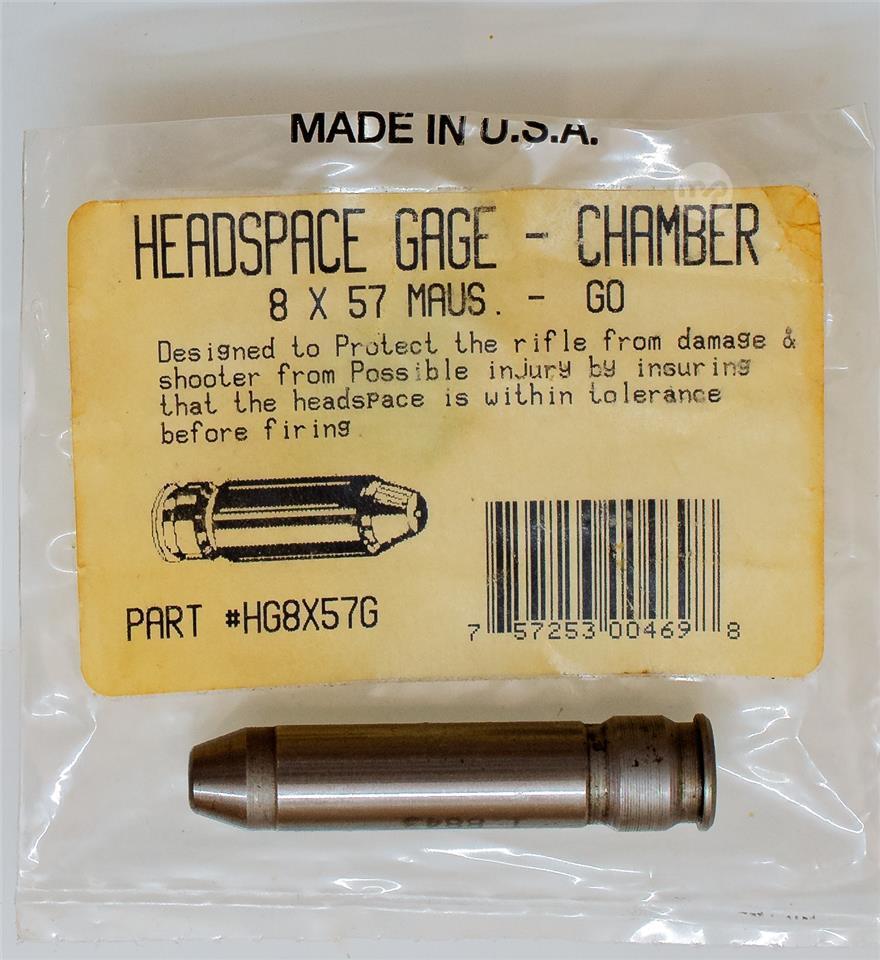 MADE IN U.S.A.
HEADSPACE GAGE - CHAMBER
8 X 57 MAUS. - GO
Designed to Protect the rifle from damage &
shooter from Possible injury by insuring
that the headspace is within tolerance
before firing
PART #HG8X57G
7 57253 00469 8